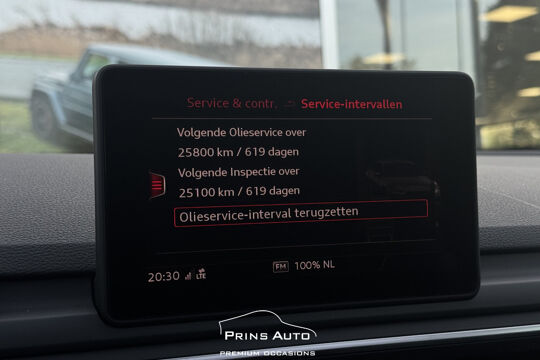 Service & contr. Service-intervallen
Volgende Olieservice over
25800 km / 619 dagen
Volgende Inspectie over
25100 km / 619 dagen
Olieservice-interval terugzetten
20:30 LTE FM 100% NL
PRINS AUTO
PREMIUM OCCASIONS